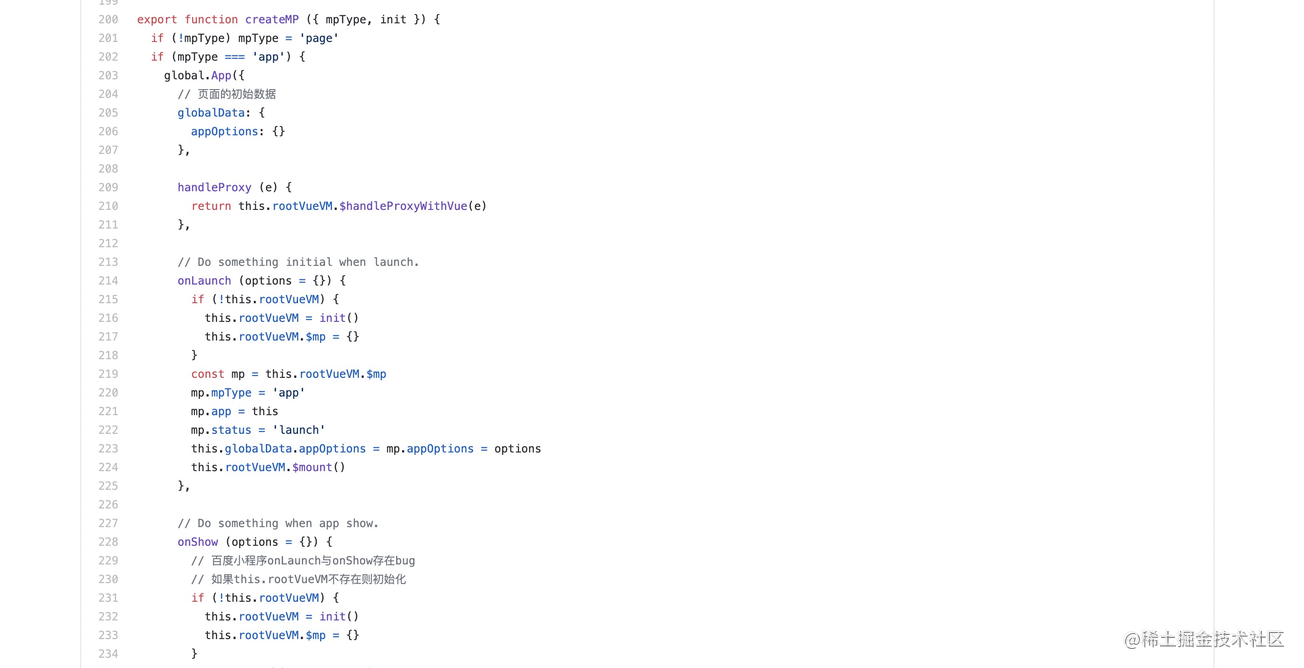 199
200 export function createMP ({ mpType, init }) {
201 if (!mpType) mpType = 'page'
202 if (mpType === 'app') {
203 global.App({
204 // 页面的初始数据
205 globalData: {
206 appOptions: {}
207 },
208
209 handleProxy (e) {
210 return this.rootVueVM.$handleProxyWithVue(e)
211 },
212
213 // Do something initial when launch.
214 onLaunch (options = {}) {
215 if (!this.rootVueVM) {
216 this.rootVueVM = init()
217 this.rootVueVM.$mp = {}
218 }
219 const mp = this.rootVueVM.$mp
220 mp.mpType = 'app'
221 mp.app = this
222 mp.status = 'launch'
223 this.globalData.appOptions = mp.appOptions = options
224 this.rootVueVM.$mount()
225 },
226
227 // Do something when app show.
228 onShow (options = {}) {
229 // 百度小程序onLaunch与onShow存在bug
230 // 如果this.rootVueVM不存在则初始化
231 if (!this.rootVueVM) {
232 this.rootVueVM = init()
233 this.rootVueVM.$mp = {}
234 }
@稀土掘金技术社区